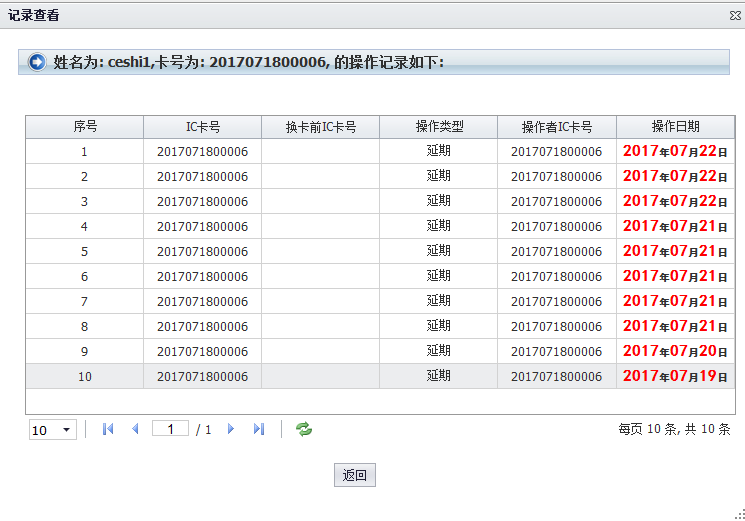 记录查看
姓名为: ceshi1,卡号为: 2017071800006, 的操作记录如下:
序号 IC卡号 换卡前IC卡号 操作类型 操作者IC卡号 操作日期
1 2017071800006 延期 2017071800006 2017年07月22日
2 2017071800006 延期 2017071800006 2017年07月22日
3 2017071800006 延期 2017071800006 2017年07月22日
4 2017071800006 延期 2017071800006 2017年07月21日
5 2017071800006 延期 2017071800006 2017年07月21日
6 2017071800006 延期 2017071800006 2017年07月21日
7 2017071800006 延期 2017071800006 2017年07月21日
8 2017071800006 延期 2017071800006 2017年07月21日
9 2017071800006 延期 2017071800006 2017年07月20日
10 2017071800006 延期 2017071800006 2017年07月19日
10 1 / 1 每页 10 条, 共 10 条
返回